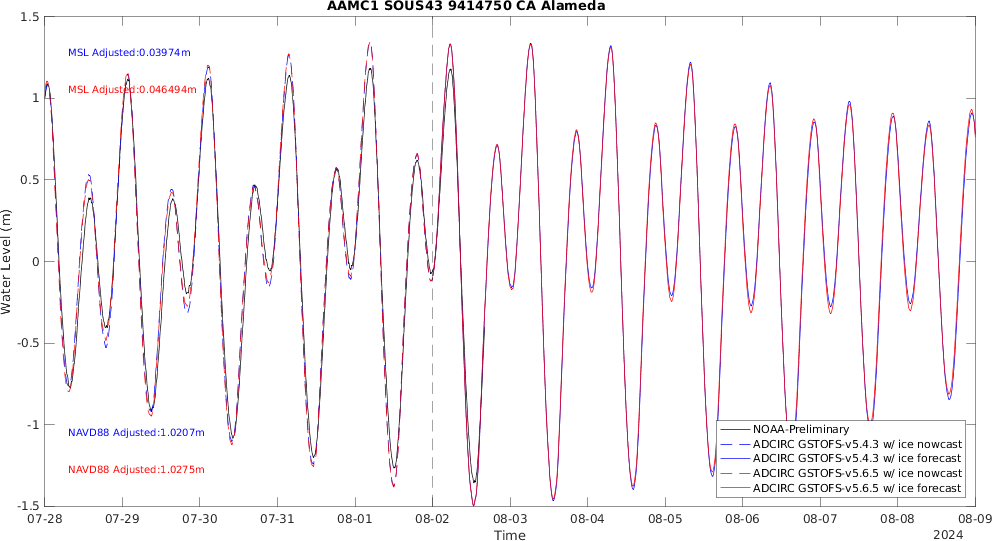 AAMC1 SOUS43 9414750 CA Alameda
1.5
1
0.5
0
-0.5
-1
-1.5
Water Level (m)
MSL Adjusted:0.03974m
MSL Adjusted:0.046494m
NAVD88 Adjusted:1.0207m
NAVD88 Adjusted:1.0275m
NOAA-Preliminary
ADCIRC GSTOFS-v5.4.3 w/ ice nowcast
ADCIRC GSTOFS-v5.4.3 w/ ice forecast
ADCIRC GSTOFS-v5.6.5 w/ ice nowcast
ADCIRC GSTOFS-v5.6.5 w/ ice forecast
07-28 07-29 07-30 07-31 08-01 08-02 08-03 08-04 08-05 08-06 08-07 08-08 08-09
Time
2024